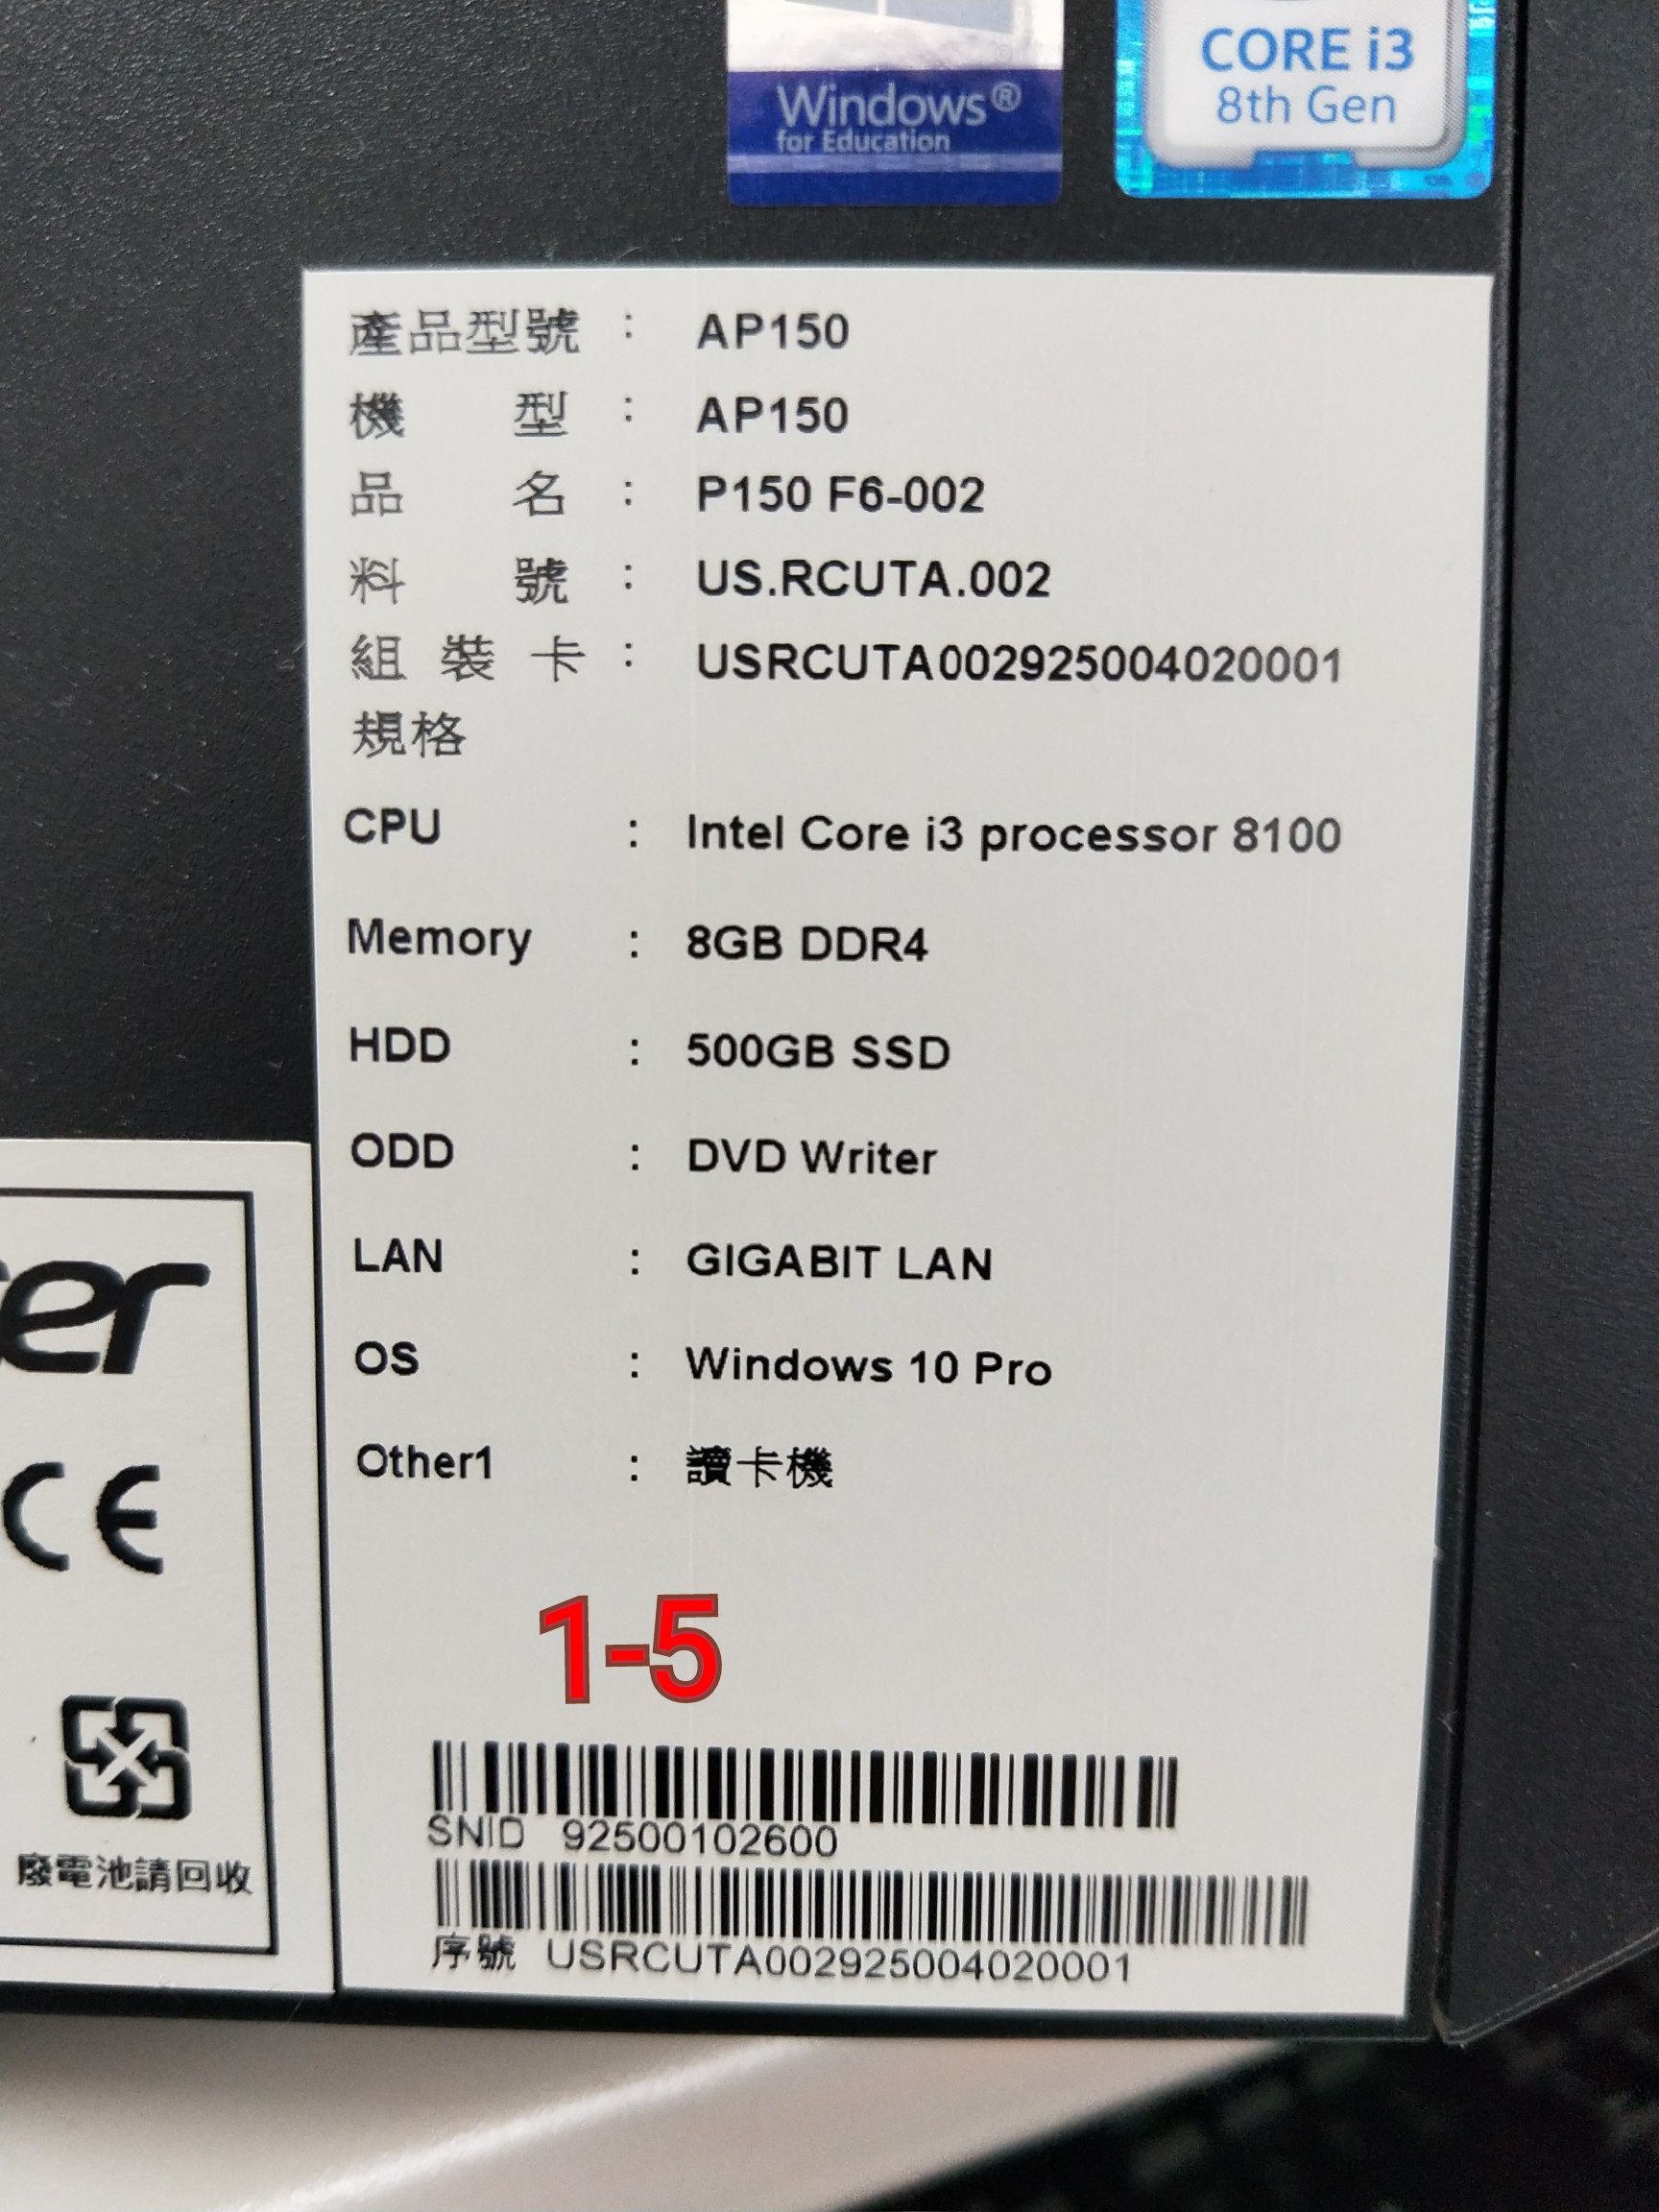 Windows®
for Education
CORE i3
8th Gen
產品型號 : AP150
機型 : AP150
品名 : P150 F6-002
料號 : US.RCUTA.002
組裝卡 : USRCUTA002925004020001
規格
CPU : Intel Core i3 processor 8100
Memory : 8GB DDR4
HDD : 500GB SSD
ODD : DVD Writer
LAN : GIGABIT LAN
OS : Windows 10 Pro
Other1 : 讀卡機
1-5
SNID 92500102600
序號 USRCUTA002925004020001
er
CE
廢電池請回收